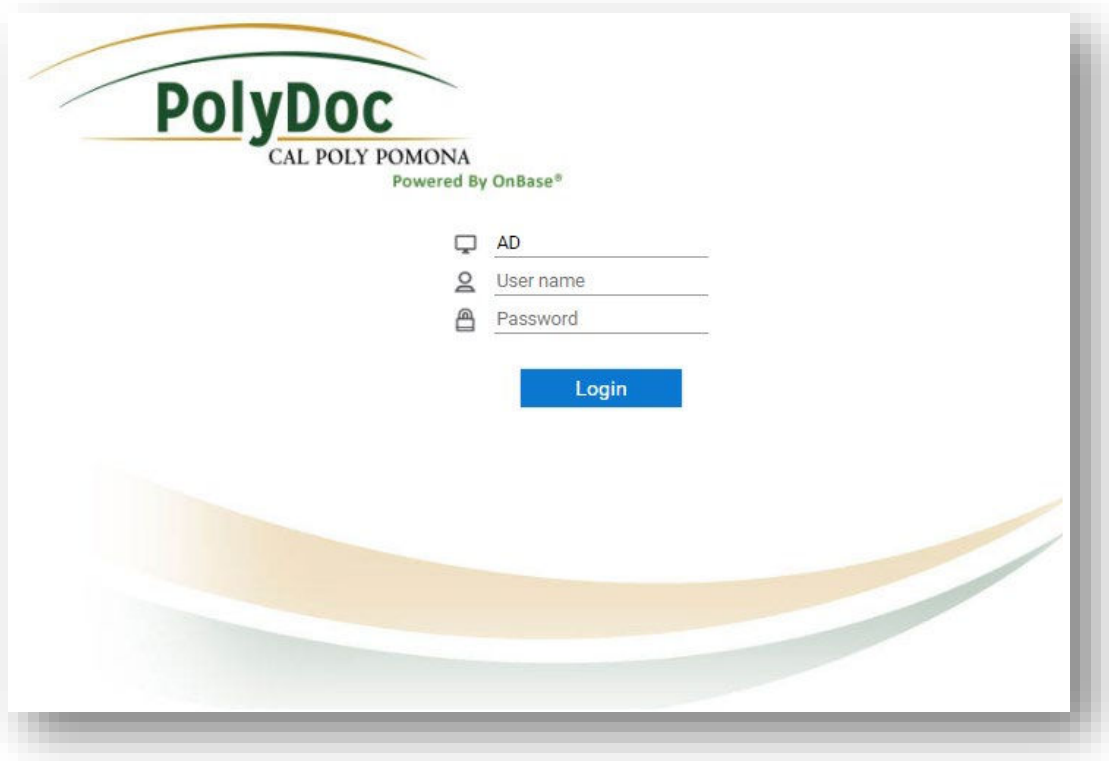 PolyDoc
CAL POLY POMONA
Powered By OnBase®
AD
User name
Password
Login